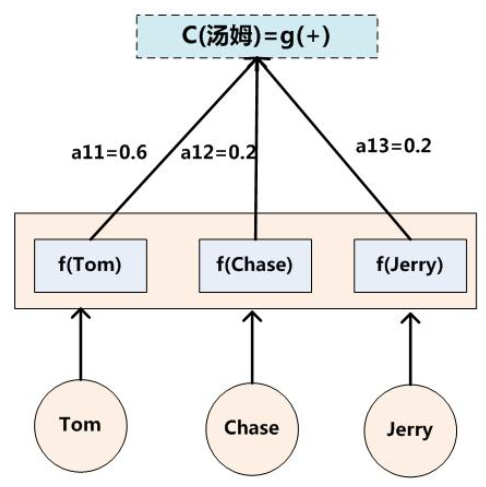 C(汤姆)=g(+)
a11=0.6
a12=0.2
a13=0.2
f(Tom)
f(Chase)
f(Jerry)
Tom
Chase
Jerry